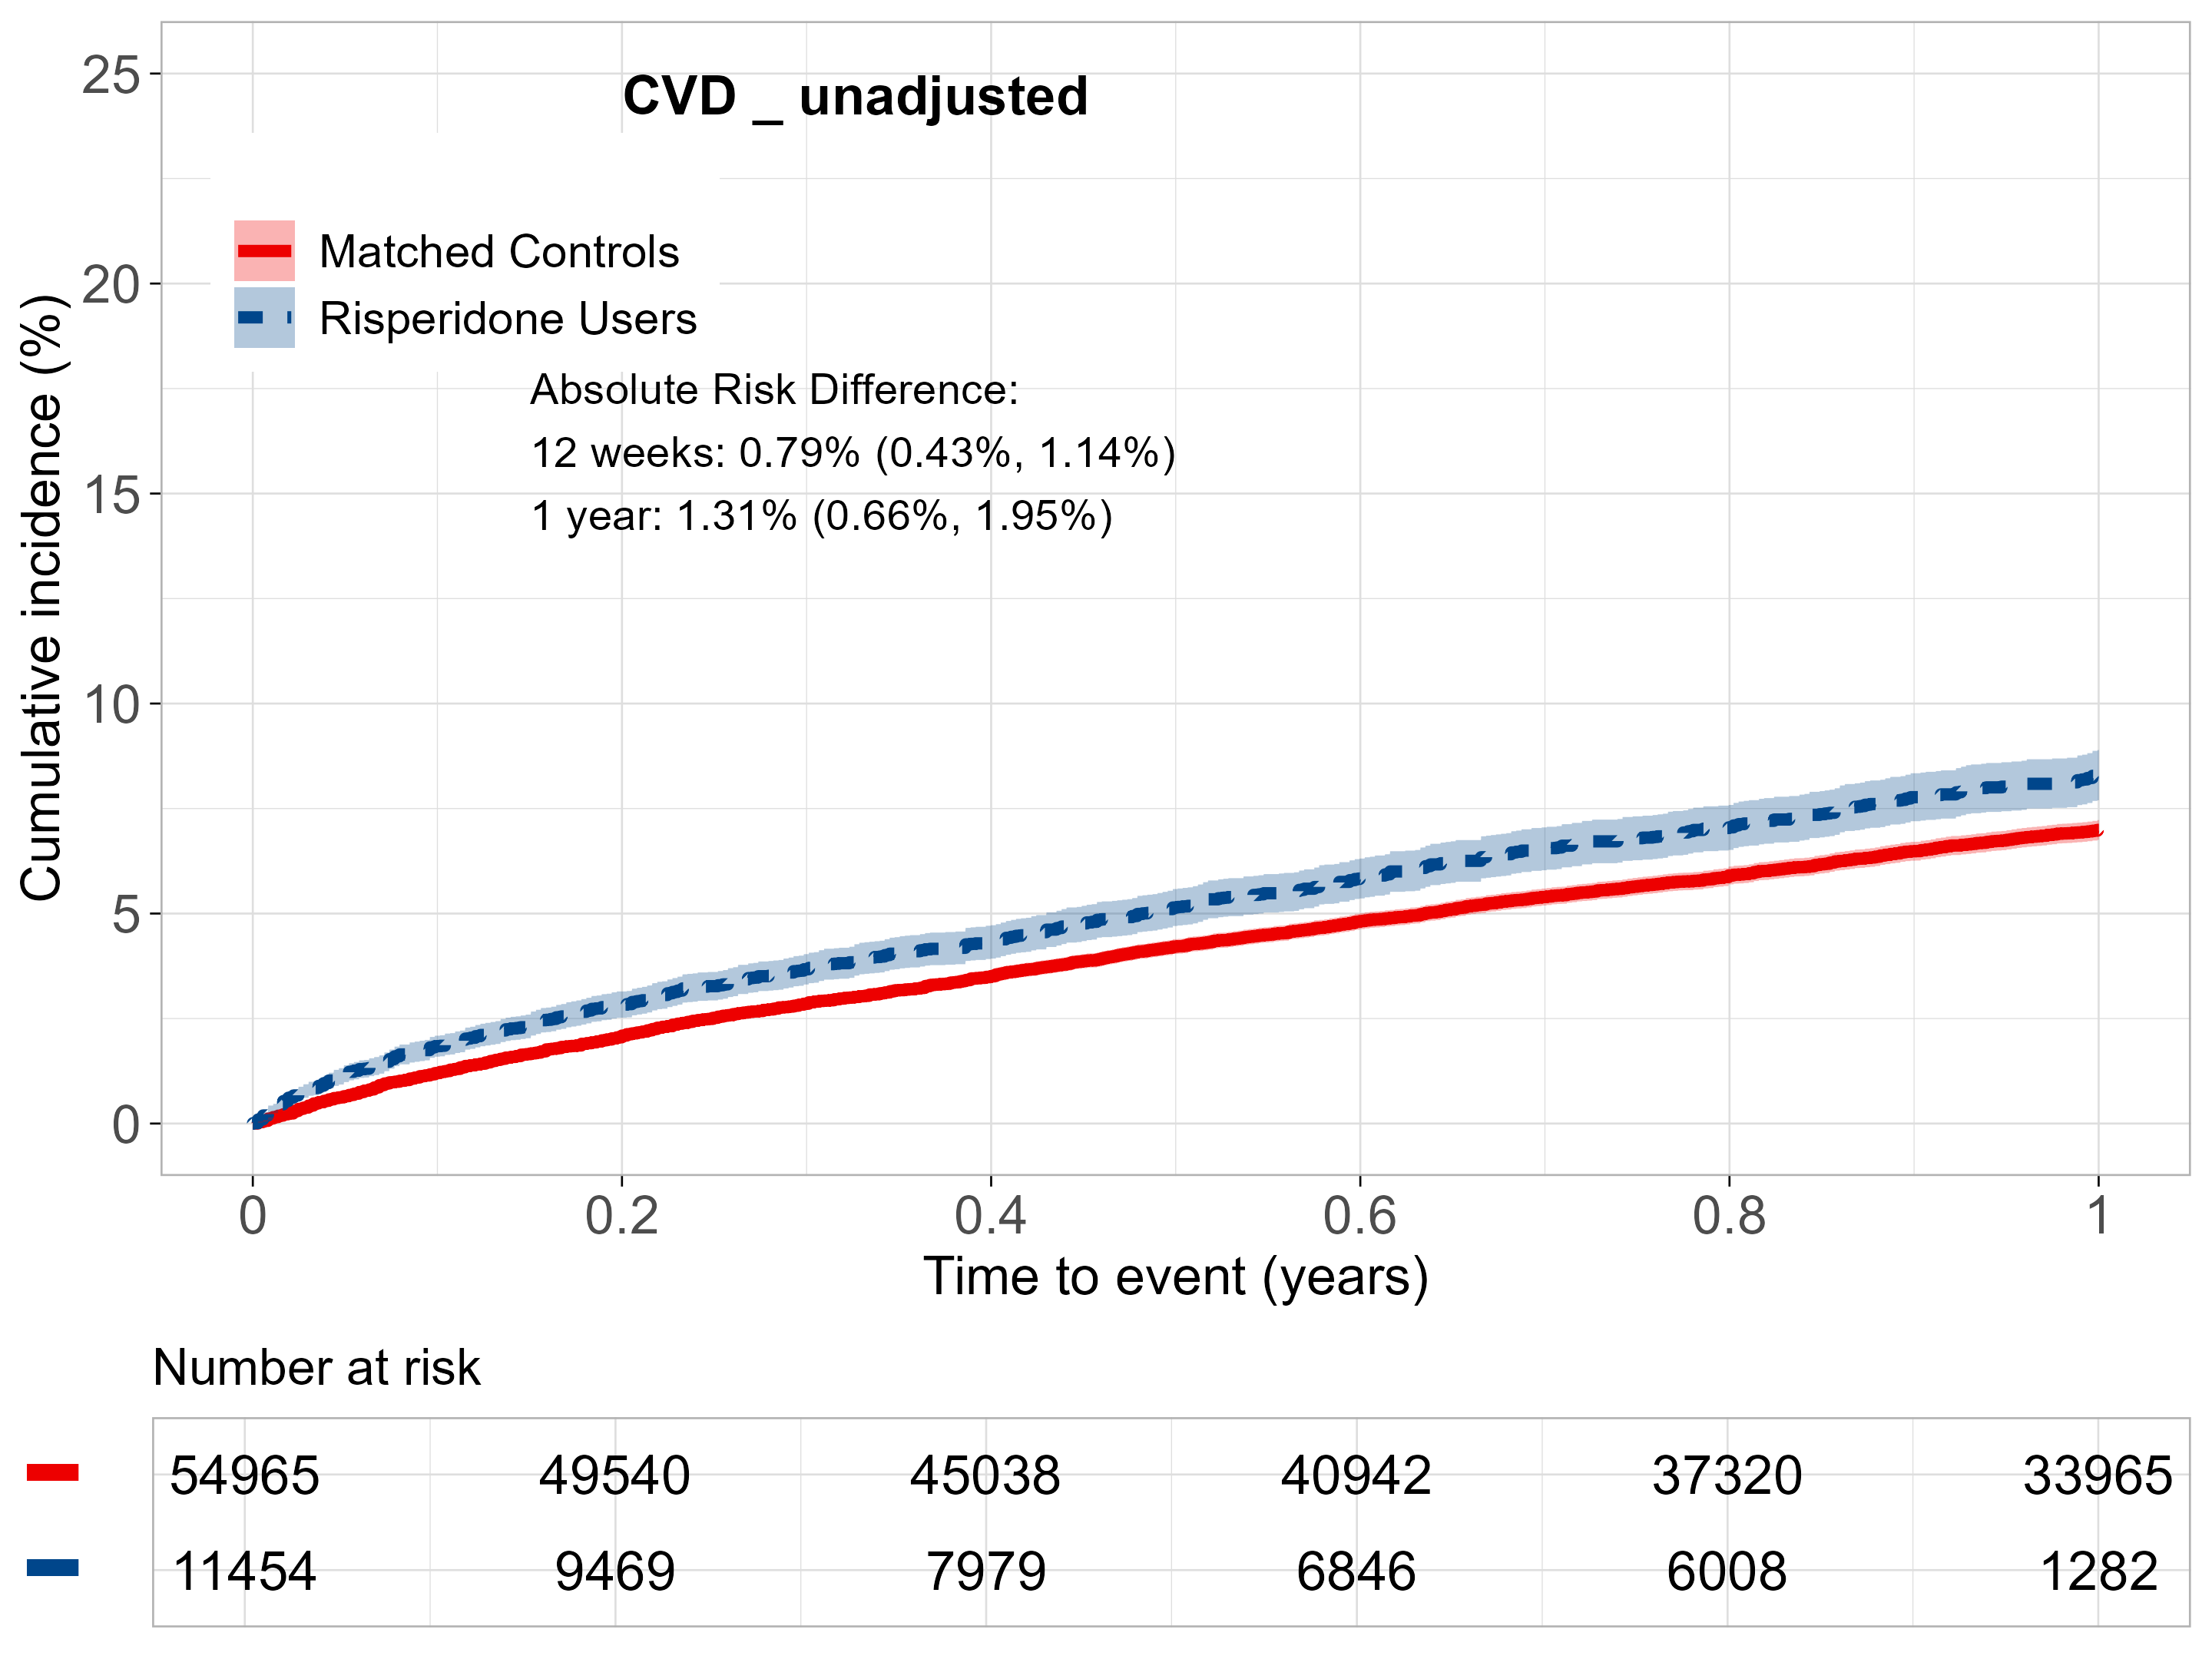 CVD _ unadjusted
Matched Controls
Risperidone Users
Absolute Risk Difference:
12 weeks: 0.79% (0.43%, 1.14%)
1 year: 1.31% (0.66%, 1.95%)
Cumulative incidence (%)
25
20
15
10
5
0
0 0.2 0.4 0.6 0.8 1
Time to event (years)
Number at risk
54965 49540 45038 40942 37320 33965
11454 9469 7979 6846 6008 1282